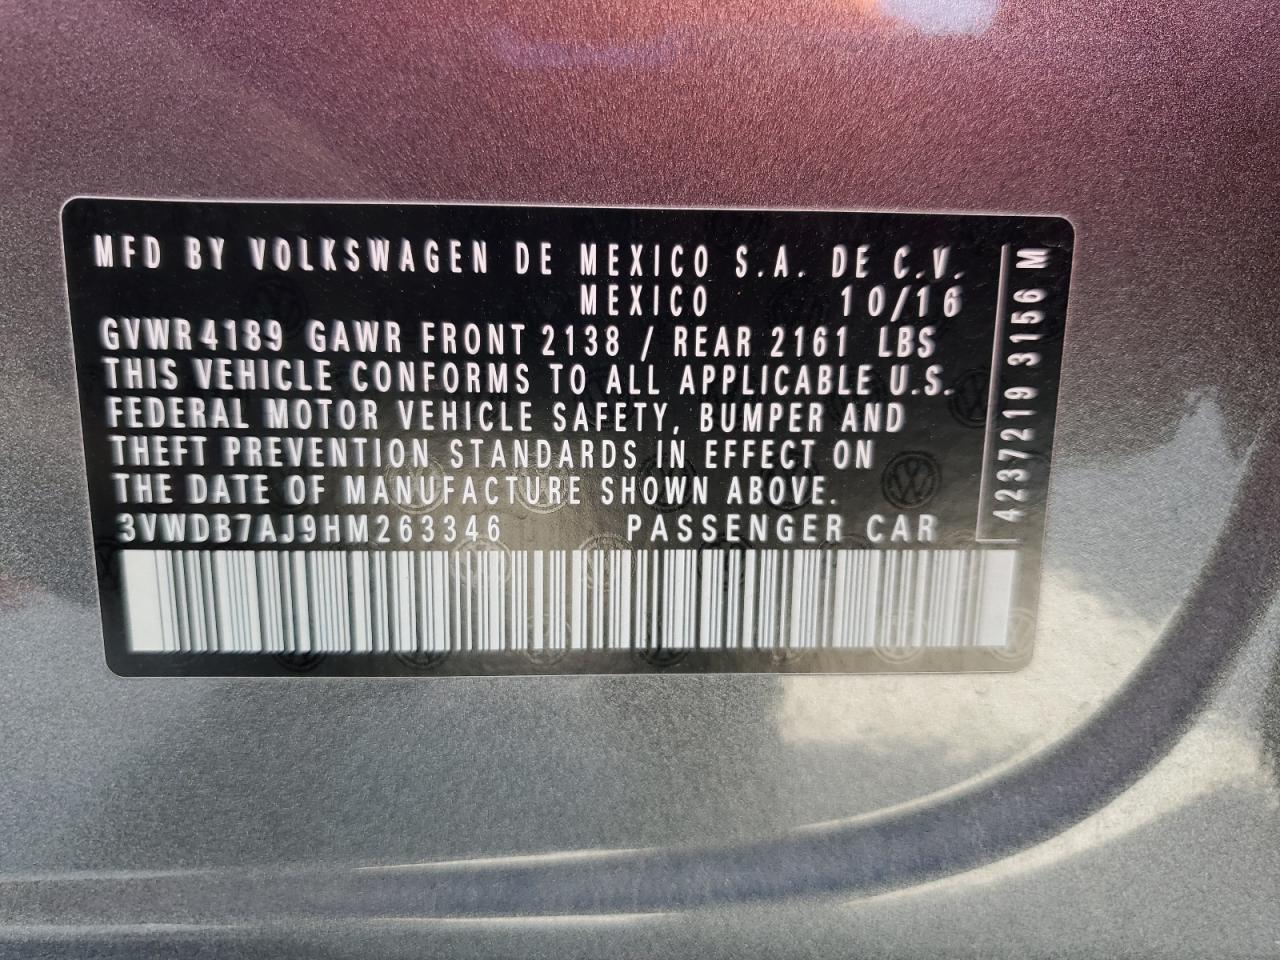 MFD BY VOLKSWAGEN DE MEXICO S.A. DE C.V.
MEXICO 10/16
GVWR 4189 GAWR FRONT 2138 / REAR 2161 LBS
THIS VEHICLE CONFORMS TO ALL APPLICABLE U.S.
FEDERAL MOTOR VEHICLE SAFETY, BUMPER AND
THEFT PREVENTION STANDARDS IN EFFECT ON
THE DATE OF MANUFACTURE SHOWN ABOVE.
3VWDB7AJ9HM263346 PASSENGER CAR
4237219 3156 M